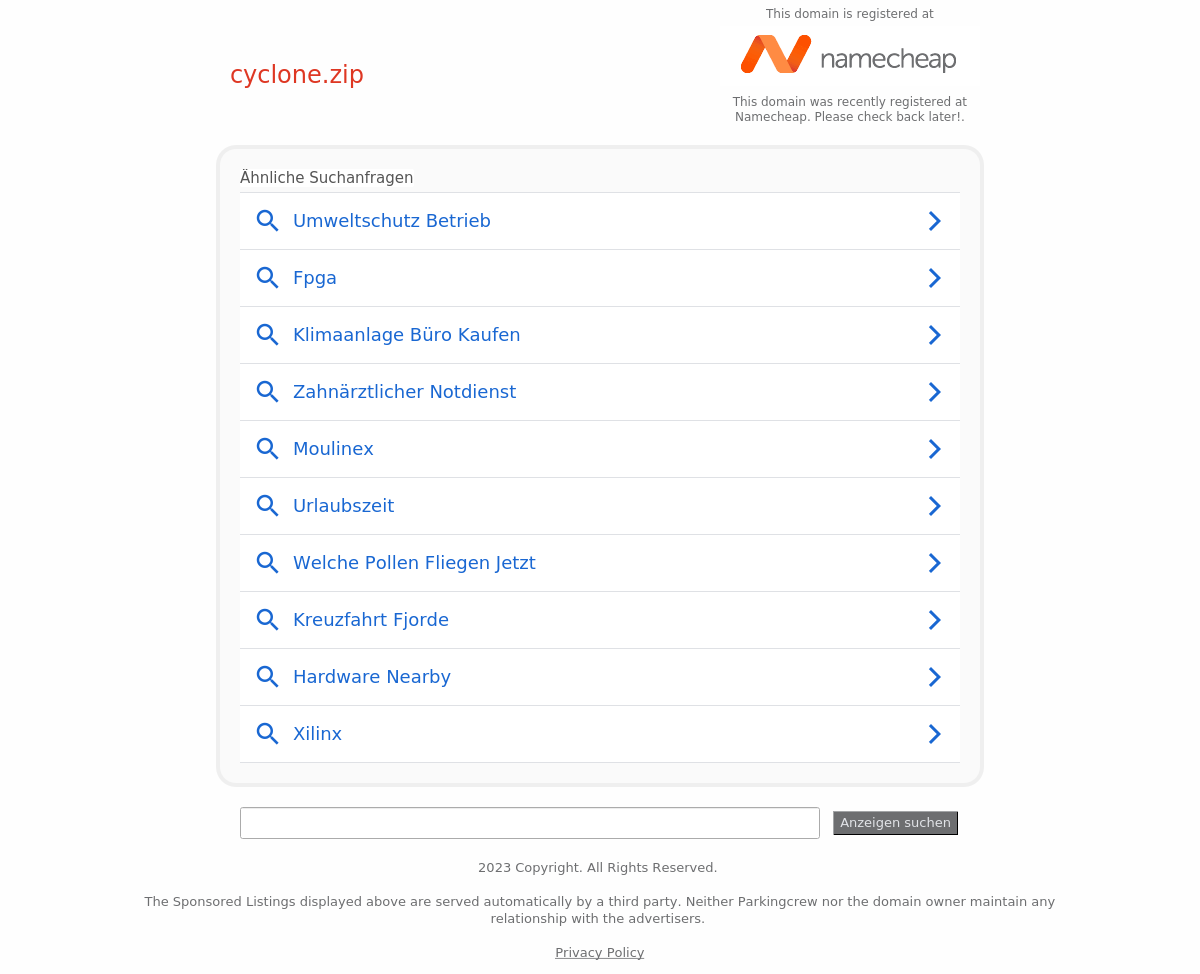 This domain is registered at
namecheap
cyclone.zip
This domain was recently registered at
Namecheap. Please check back later!.
Ähnliche Suchanfragen
Umweltschutz Betrieb
Fpga
Klimaanlage Büro Kaufen
Zahnärztlicher Notdienst
Moulinex
Urlaubszeit
Welche Pollen Fliegen Jetzt
Kreuzfahrt Fjorde
Hardware Nearby
Xilinx
Anzeigen suchen
2023 Copyright. All Rights Reserved.
The Sponsored Listings displayed above are served automatically by a third party. Neither Parkingcrew nor the domain owner maintain any
relationship with the advertisers.
Privacy Policy